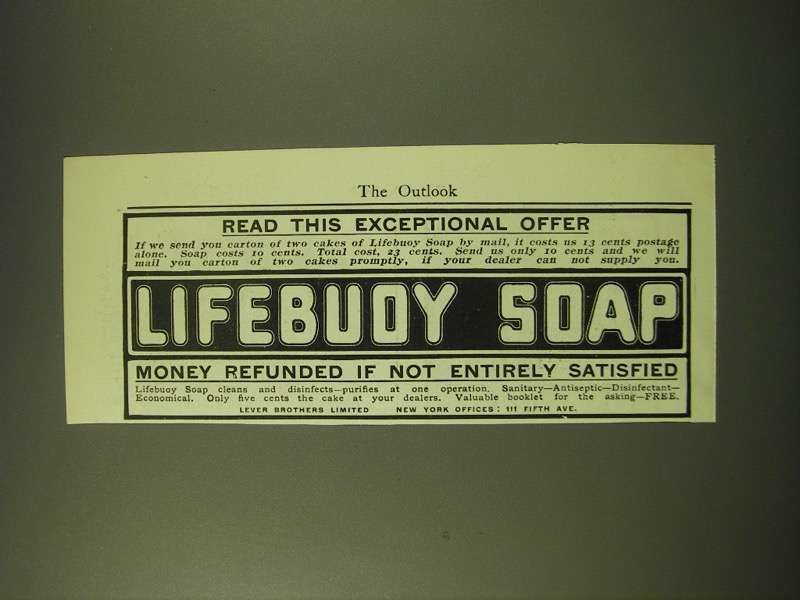 The Outlook
READ THIS EXCEPTIONAL OFFER
If we send you carton of two cakes of Lifebuoy Soap by mail, it costs us 13 cents postage
alone. Soap costs 10 cents. Total cost, 23 cents. Send us only 10 cents and we will
mail you carton of two cakes promptly, if your dealer can not supply you.
LIFEBUOY SOAP
MONEY REFUNDED IF NOT ENTIRELY SATISFIED
Lifebuoy Soap cleans and disinfects—purifies at one operation. Sanitary—Antiseptic—Disinfectant—
Economical. Only five cents the cake at your dealers. Valuable booklet for the asking—FREE.
LEVER BROTHERS LIMITED NEW YORK OFFICES: 111 FIFTH AVE.